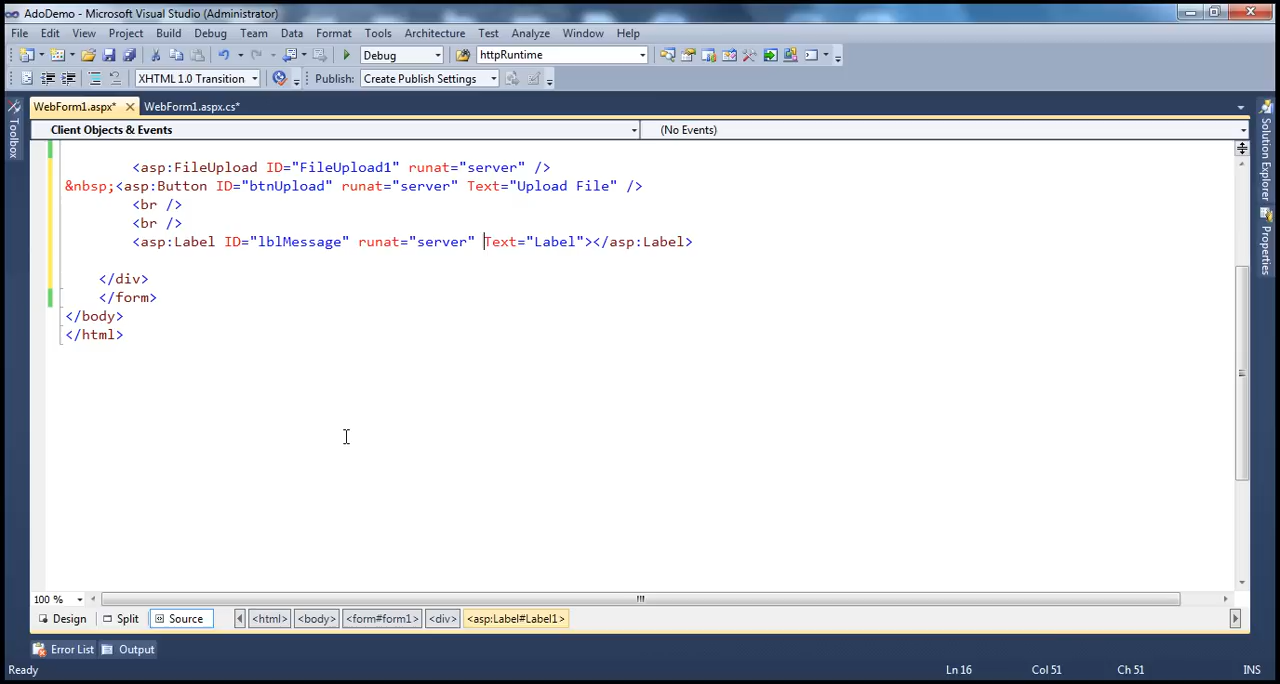 AdoDemo - Microsoft Visual Studio (Administrator)
File Edit View Project Build Debug Team Data Format Tools Architecture Test Analyze Window Help
Debug httpRuntime
XHTML 1.0 Transition Publish: Create Publish Settings
WebForm1.aspx* WebForm1.aspx.cs*
Toolbox
Client Objects & Events (No Events)
<asp:FileUpload ID="FileUpload1" runat="server" />
&nbsp;<asp:Button ID="btnUpload" runat="server" Text="Upload File" />
<br />
<br />
<asp:Label ID="lblMessage" runat="server" Text="Label"></asp:Label>
</div>
</form>
</body>
</html>
Solution Explorer
Properties
100 %
Design Split Source <html> <body> <form#form1> <div> <asp:Label#Label1>
Error List Output
Ready Ln 16 Col 51 Ch 51 INS